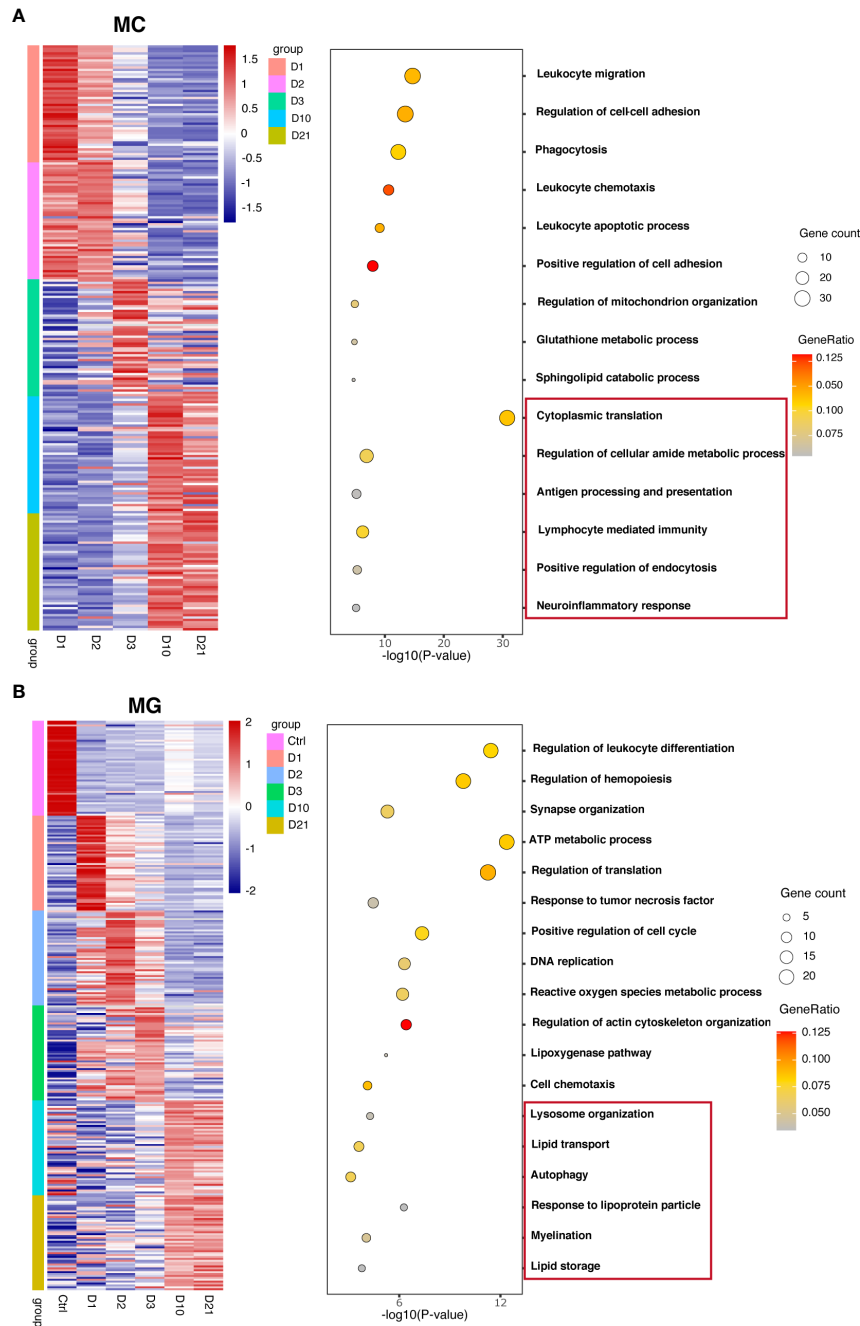 A
MC
1.5
1
0.5
0
-0.5
-1
-1.5
group
D1
D2
D3
D10
D21
group
D1
D2
D3
D10
D21
Leukocyte migration
Regulation of cell-cell adhesion
Phagocytosis
Leukocyte chemotaxis
Leukocyte apoptotic process
Positive regulation of cell adhesion
Regulation of mitochondrion organization
Glutathione metabolic process
Sphingolipid catabolic process
Cytoplasmic translation
Regulation of cellular amide metabolic process
Antigen processing and presentation
Lymphocyte mediated immunity
Positive regulation of endocytosis
Neuroinflammatory response
10 20 30
-log10(P-value)
Gene count
10
20
30
GeneRatio
0.125
0.050
0.100
0.075
B
MG
2
1
0
-1
-2
group
Ctrl
D1
D2
D3
D10
D21
group
Ctrl
D1
D2
D3
D10
D21
Regulation of leukocyte differentiation
Regulation of hemopoiesis
Synapse organization
ATP metabolic process
Regulation of translation
Response to tumor necrosis factor
Positive regulation of cell cycle
DNA replication
Reactive oxygen species metabolic process
Regulation of actin cytoskeleton organization
Lipoxygenase pathway
Cell chemotaxis
Lysosome organization
Lipid transport
Autophagy
Response to lipoprotein particle
Myelination
Lipid storage
6 12
-log10(P-value)
Gene count
5
10
15
20
GeneRatio
0.125
0.100
0.075
0.050